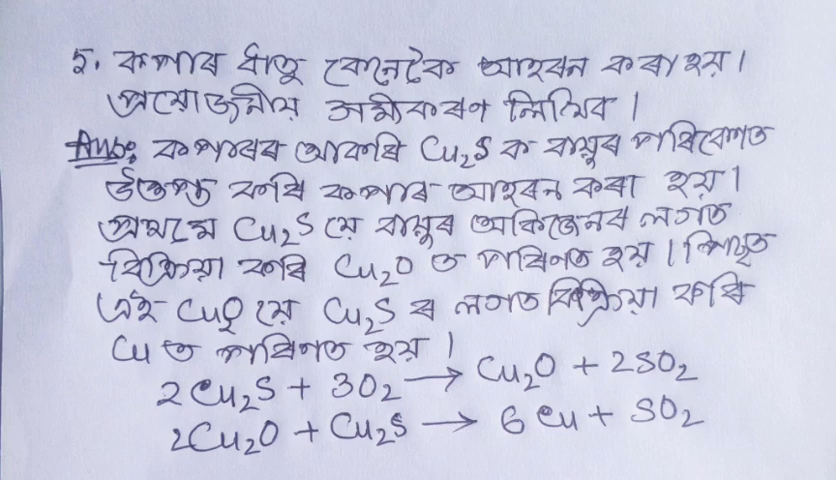 5. কপাৰ ধাতু কেনেকৈ আহৰন কৰা হয়।
প্ৰয়োজনীয় সমীকৰণ লিখিব।
Ans: কপাৰৰ আকৰি Cu₂S ক বায়ুৰ পৰিবেশত
উত্তপ্ত কৰি কপাৰ আহৰন কৰা হয়।
প্ৰথমে Cu₂S য়ে বায়ুৰ অক্সিজেনৰ লগত
বিক্ৰিয়া কৰি Cu₂O ত পৰিণত হয়। পিছত
এই য়ে Cu₂S ৰ লগত বিক্ৰিয়া কৰি
Cu ত পৰিণত হয়।
2Cu₂S + 3O₂ → Cu₂O + 2SO₂
2Cu₂O + Cu₂S → 6Cu + SO₂